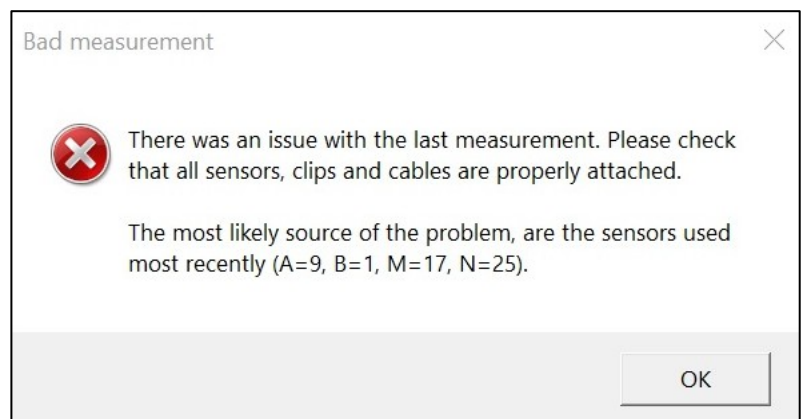 Bad measurement
There was an issue with the last measurement. Please check
that all sensors, clips and cables are properly attached.
The most likely source of the problem, are the sensors used
most recently (A=9, B=1, M=17, N=25).
OK